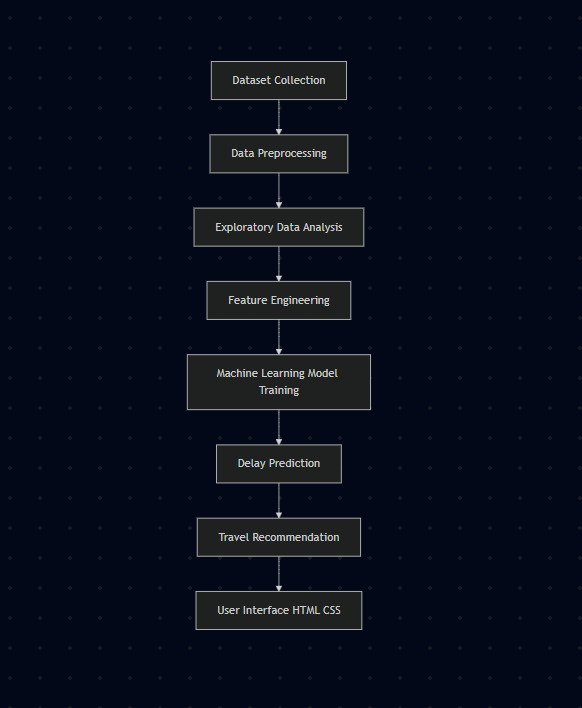 Dataset Collection
Data Preprocessing
Exploratory Data Analysis
Feature Engineering
Machine Learning Model
Training
Delay Prediction
Travel Recommendation
User Interface HTML CSS